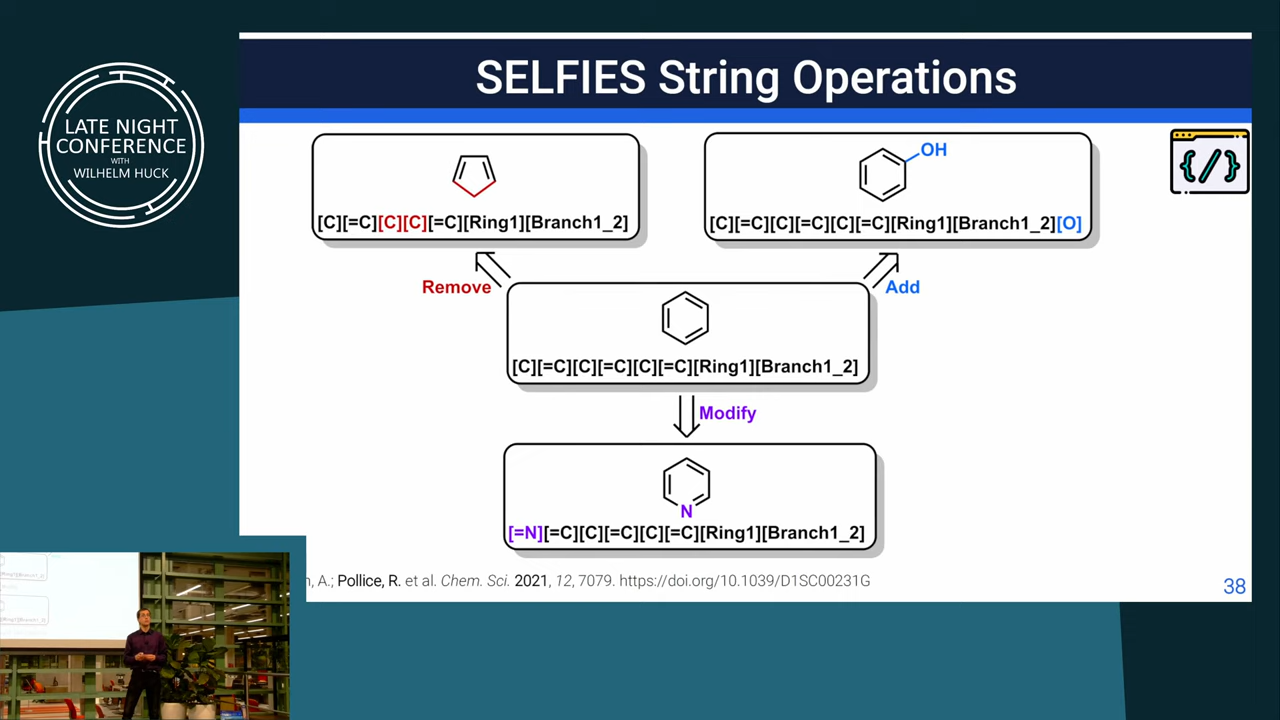 LATE NIGHT
CONFERENCE
WITH
WILHELM HUCK
SELFIES String Operations
[C][=C][C][C][=C][Ring1][Branch1_2]
OH
[C][=C][C][=C][C][=C][Ring1][Branch1_2][O]
Remove
Add
[C][=C][C][=C][C][=C][Ring1][Branch1_2]
Modify
N
[=N][=C][C][=C][C][=C][Ring1][Branch1_2]
A.; Pollice, R. et al. Chem. Sci. 2021, 12, 7079. https://doi.org/10.1039/D1SC00231G
38